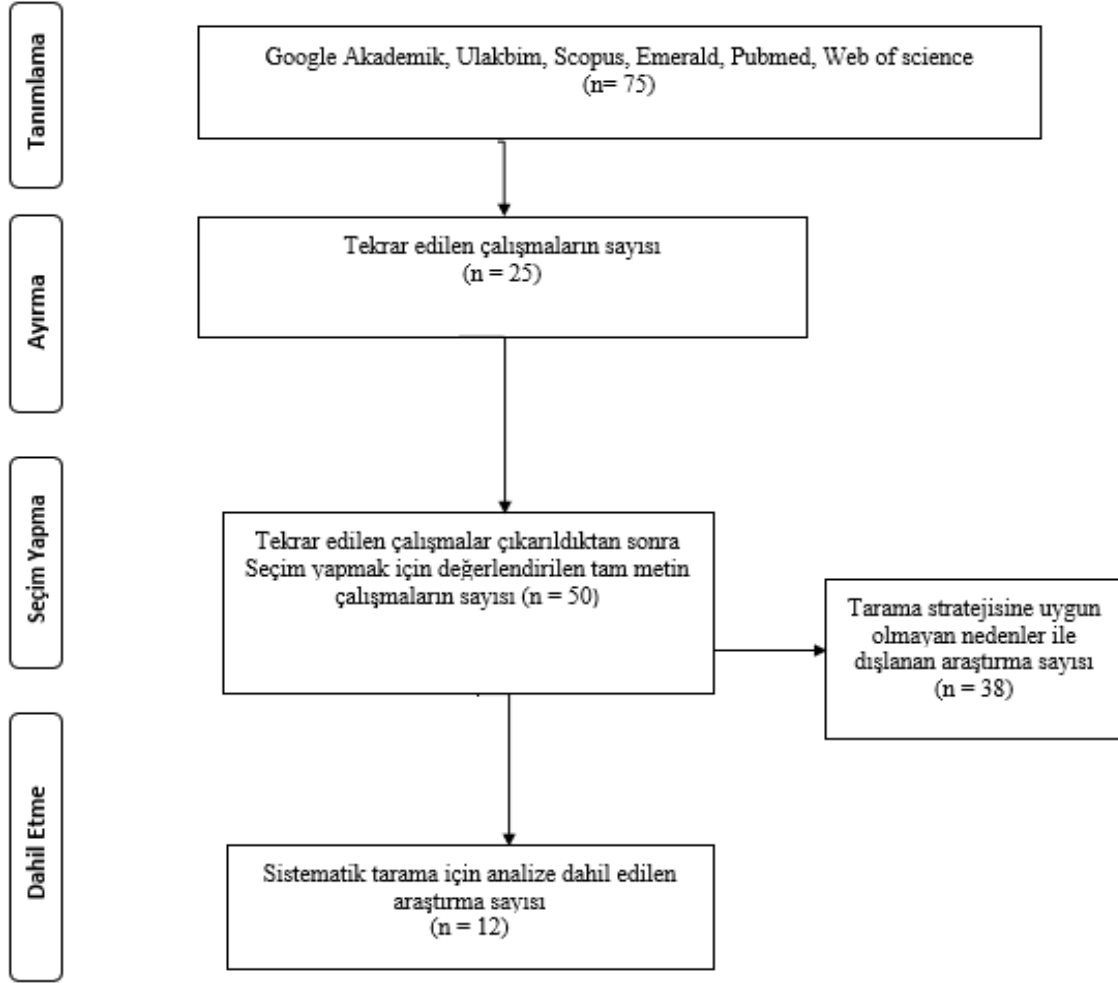 Tanımlama
Google Akademik, Ulakbim, Scopus, Emerald, Pubmed, Web of science
(n= 75)
Ayırma
Tekrar edilen çalışmaların sayısı
(n = 25)
Seçim Yapma
Tekrar edilen çalışmalar çıkarıldıktan sonra
Seçim yapmak için değerlendirilen tam metin
çalışmaların sayısı (n = 50)
Tarama stratejisine uygun
olmayan nedenler ile
dışlanan araştırma sayısı
(n = 38)
Dahil Etme
Sistematik tarama için analize dahil edilen
araştırma sayısı
(n = 12)